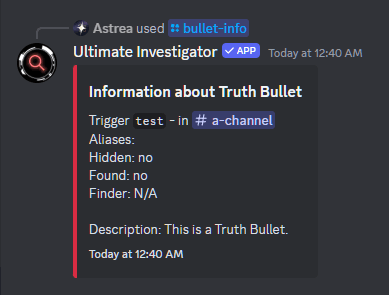 Astrea used bullet-info
Ultimate Investigator ✓ APP Today at 12:40 AM
Information about Truth Bullet
Trigger test - in # a-channel
Aliases:
Hidden: no
Found: no
Finder: N/A
Description: This is a Truth Bullet.
Today at 12:40 AM